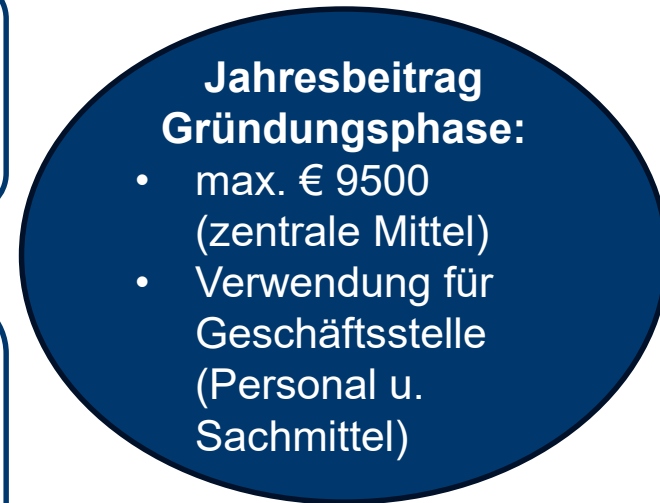 Jahresbeitrag
Gründungsphase:
• max. € 9500
(zentrale Mittel)
• Verwendung für
Geschäftsstelle
(Personal u.
Sachmittel)